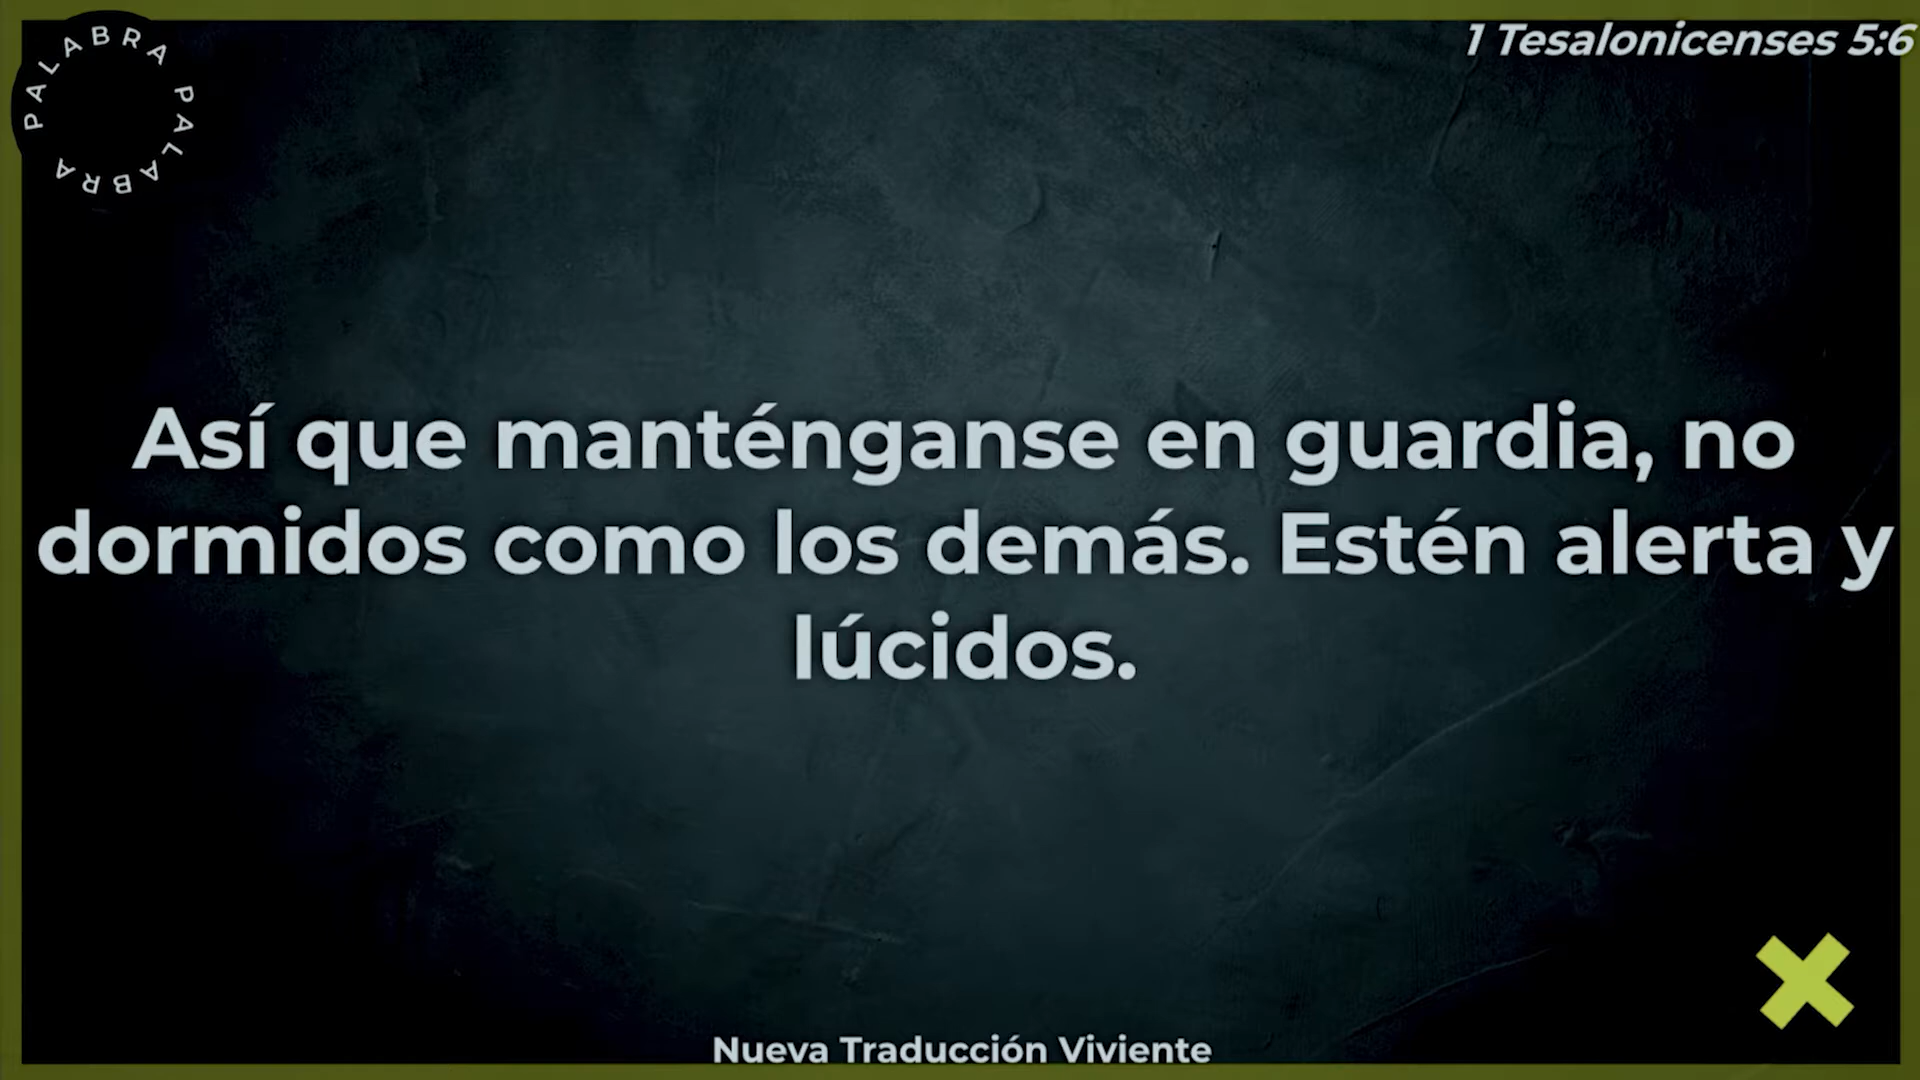 PALABRA PALABRA
1 Tesalonicenses 5:6
Así que manténganse en guardia, no
dormidos como los demás. Estén alerta y
lúcidos.
Nueva Traducción Viviente